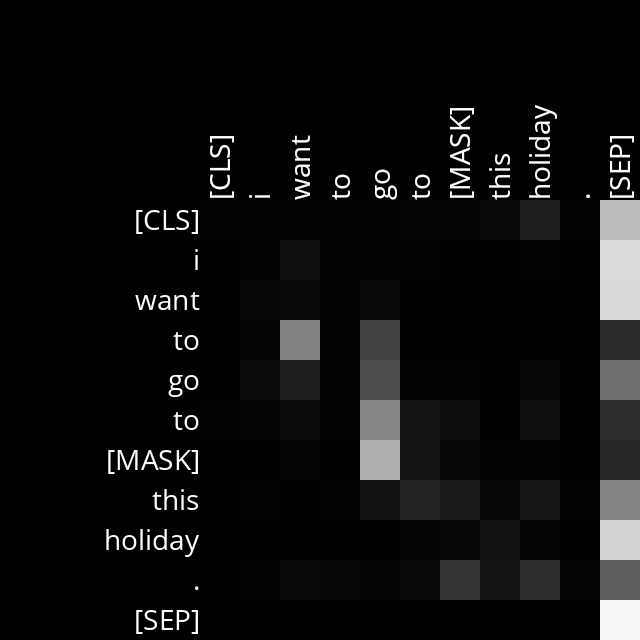 [CLS] i want to go to [MASK] this holiday . [SEP]
[CLS]
i
want
to
go
to
[MASK]
this
holiday
.
[SEP]